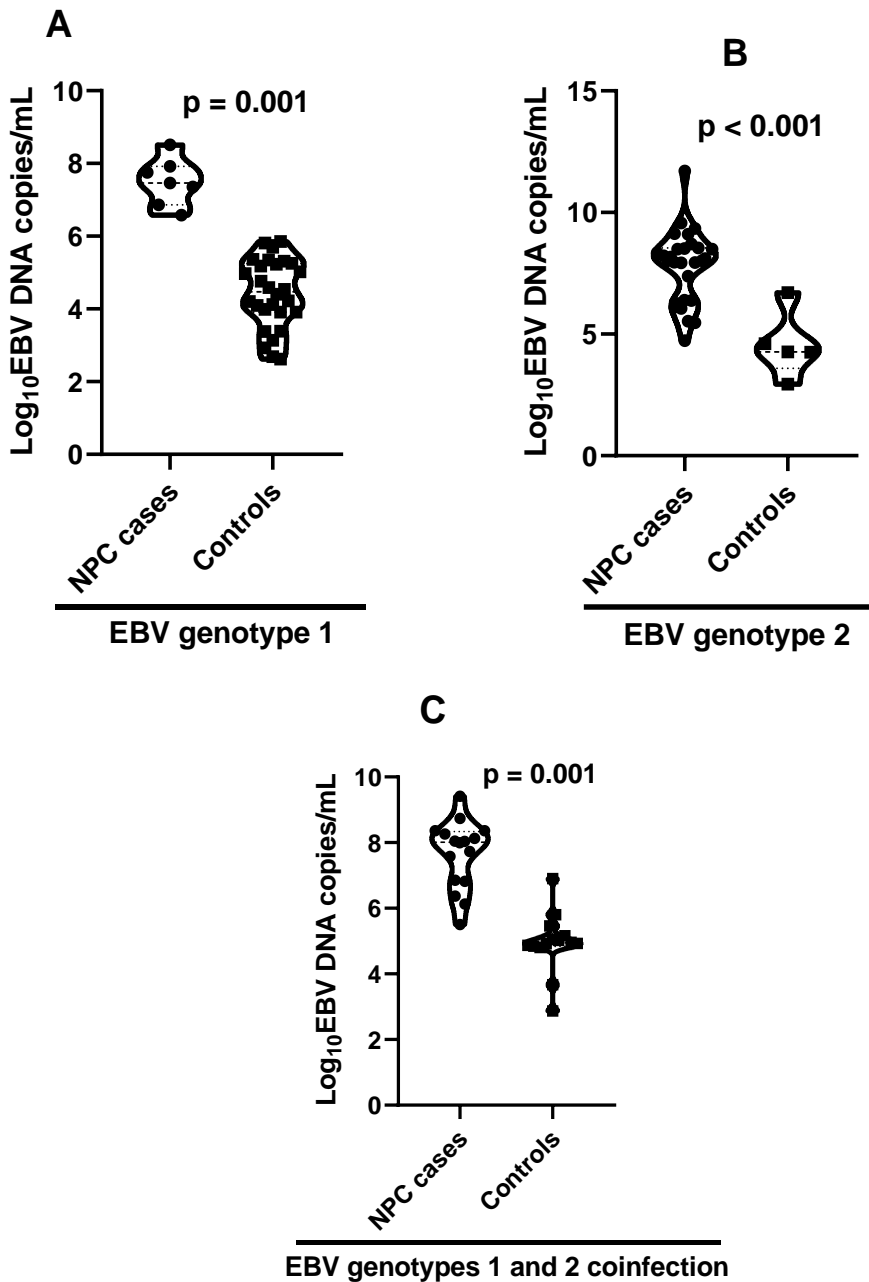 A
p = 0.001
Log₁₀EBV DNA copies/mL
10
8
6
4
2
0
NPC cases
Controls
EBV genotype 1
B
p < 0.001
Log₁₀EBV DNA copies/mL
15
10
5
0
NPC cases
Controls
EBV genotype 2
C
p = 0.001
Log₁₀EBV DNA copies/mL
10
8
6
4
2
0
NPC cases
Controls
EBV genotypes 1 and 2 coinfection